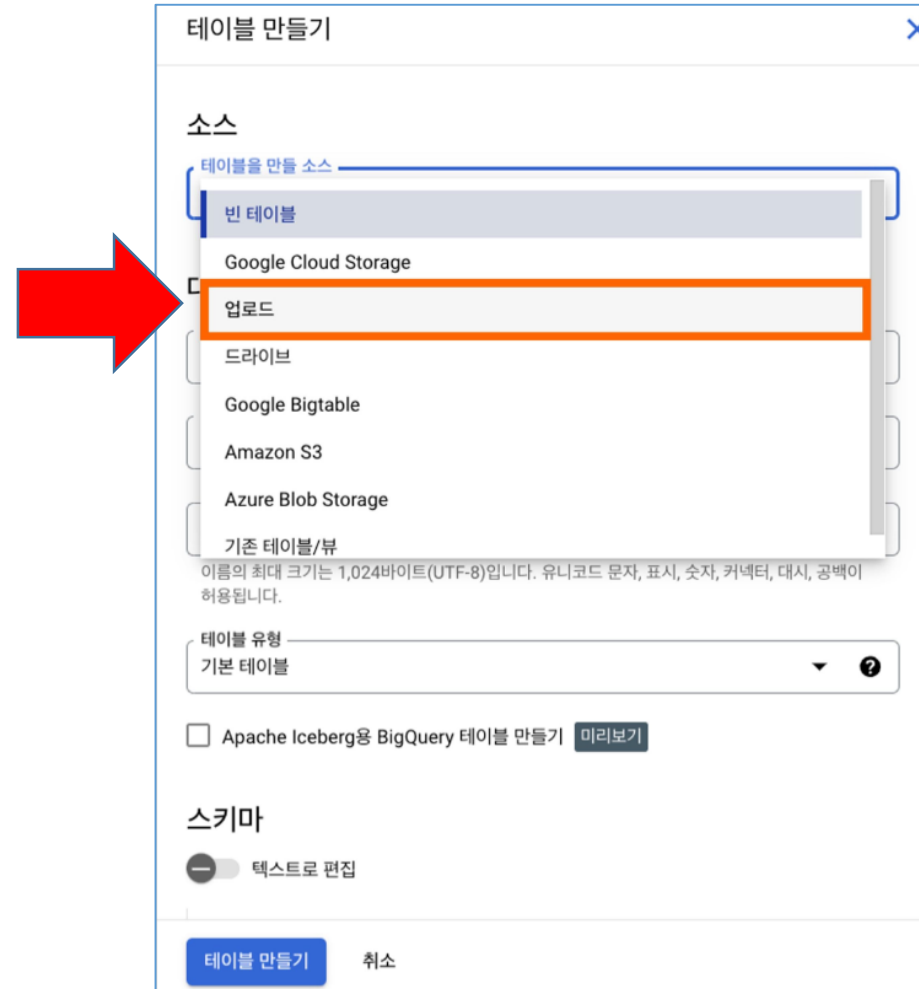 테이블 만들기
소스
테이블을 만들 소스
빈 테이블
Google Cloud Storage
업로드
드라이브
Google Bigtable
Amazon S3
Azure Blob Storage
기존 테이블/뷰
이름의 최대 크기는 1,024바이트(UTF-8)입니다. 유니코드 문자, 표시, 숫자, 커넥터, 대시, 공백이
허용됩니다.
테이블 유형
기본 테이블
Apache Iceberg용 BigQuery 테이블 만들기 미리보기
스키마
텍스트로 편집
테이블 만들기 취소